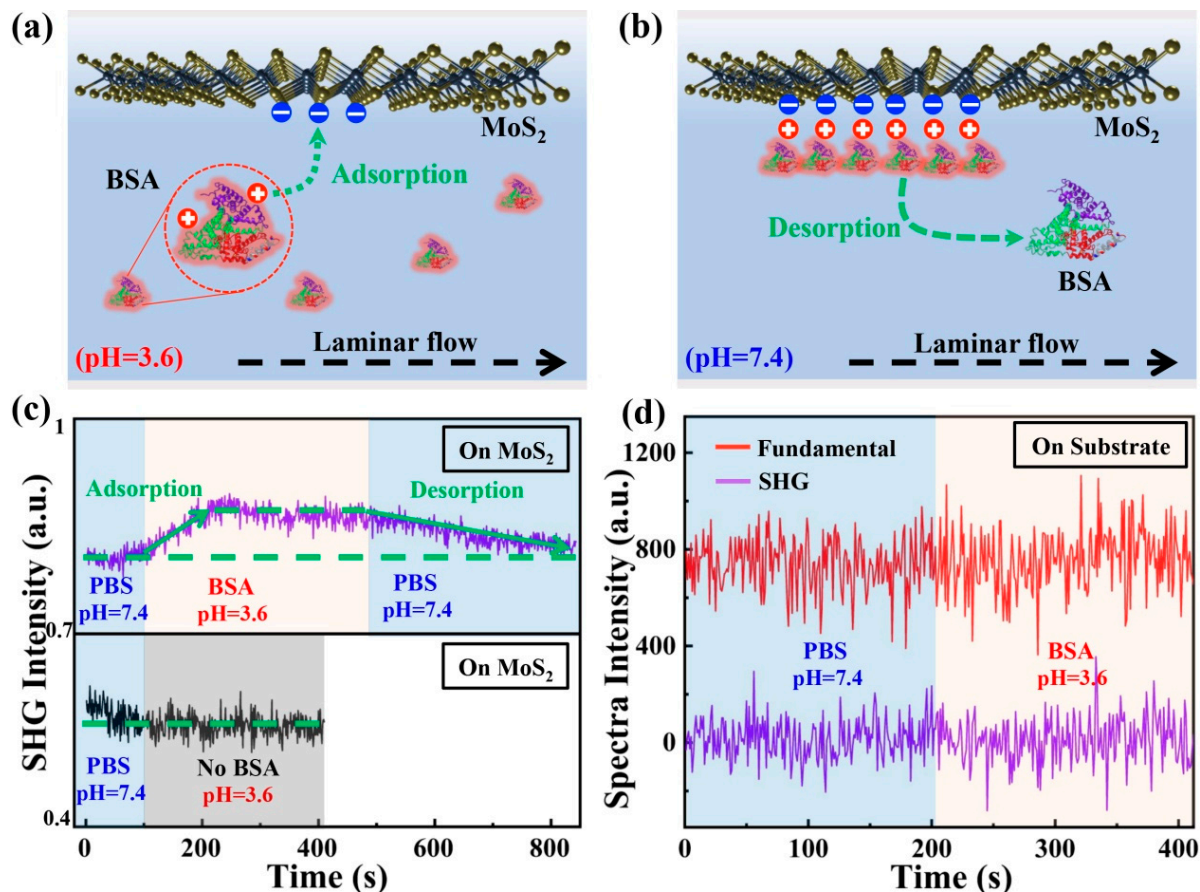 (a)
MoS₂
BSA
Adsorption
(pH=3.6)
Laminar flow
(b)
MoS₂
Desorption
BSA
(pH=7.4)
Laminar flow
(c)
SHG Intensity (a.u.)
1
0.7
0.4
On MoS₂
Adsorption
Desorption
PBS
pH=7.4
BSA
pH=3.6
PBS
pH=7.4
On MoS₂
PBS
pH=7.4
No BSA
pH=3.6
0 200 400 600 800
Time (s)
(d)
Spectra Intensity (a.u.)
1200
800
400
0
Fundamental
SHG
On Substrate
PBS
pH=7.4
BSA
pH=3.6
0 100 200 300 400
Time (s)